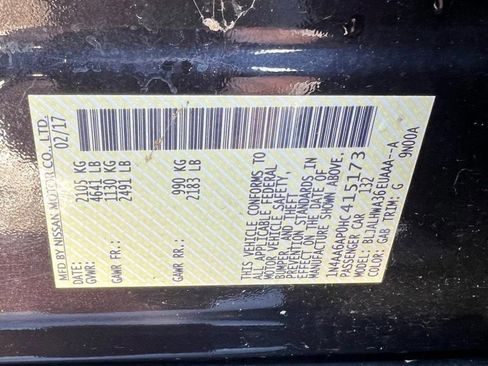 MFD BY NISSAN MOTOR CO., LTD.
DATE: 02/17
GVWR: 2105 KG
4641 LB
GAWR FR.: 1130 KG
2491 LB
GAWR RR.: 990 KG
2183 LB
THIS VEHICLE CONFORMS TO
ALL APPLICABLE FEDERAL
MOTOR VEHICLE SAFETY,
BUMPER, AND THEFT
PREVENTION STANDARDS IN
EFFECT ON THE DATE OF
MANUFACTURE SHOWN ABOVE.
1N4AA6AP0HC415173
PASSENGER CAR 132
MODEL: BLJALHWA36EUAAA--A
COLOR: GAB TRIM: G 9N00A